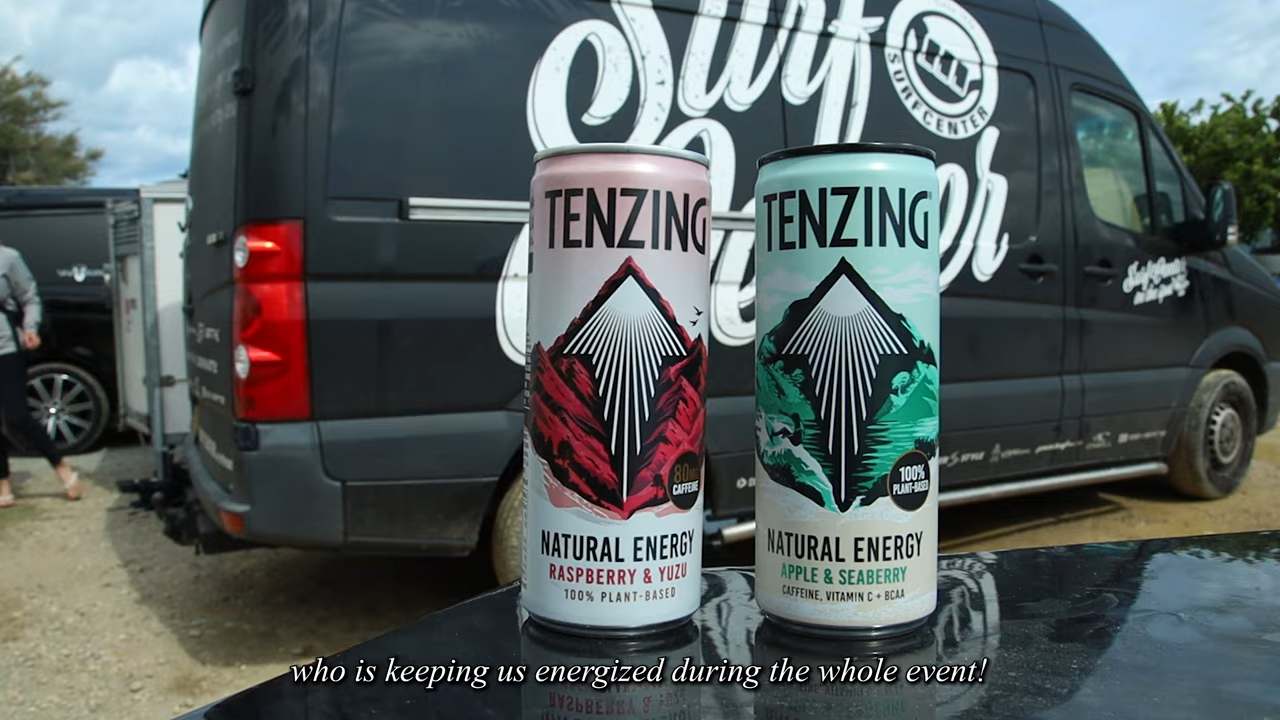 Surf
SURFCENTER
TENZING
80MG
CAFFEINE
NATURAL ENERGY
RASPBERRY & YUZU
100% PLANT-BASED
TENZING
100%
PLANT-BASED
NATURAL ENERGY
APPLE & SEABERRY
CAFFEINE, VITAMIN C + BCAA
who is keeping us energized during the whole event!